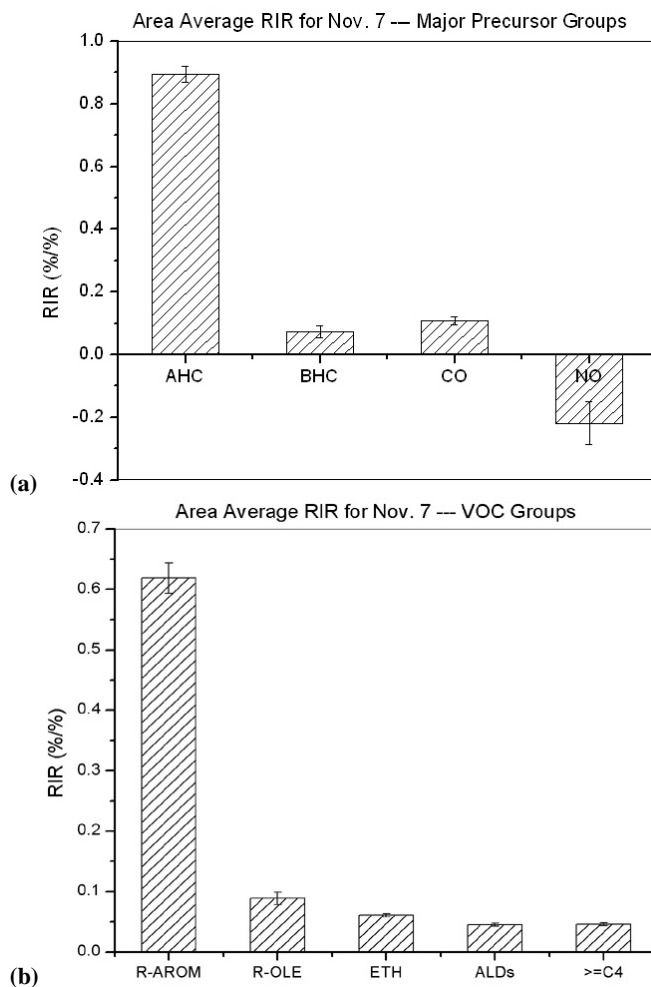 Area Average RIR for Nov. 7 --- Major Precursor Groups
1.0
0.8
0.6
0.4
0.2
0.0
-0.2
-0.4
RIR (%/%)
AHC BHC CO NO
(a)
Area Average RIR for Nov. 7 --- VOC Groups
0.7
0.6
0.5
0.4
0.3
0.2
0.1
0.0
RIR (%/%)
R-AROM R-OLE ETH ALDs >=C4
(b)